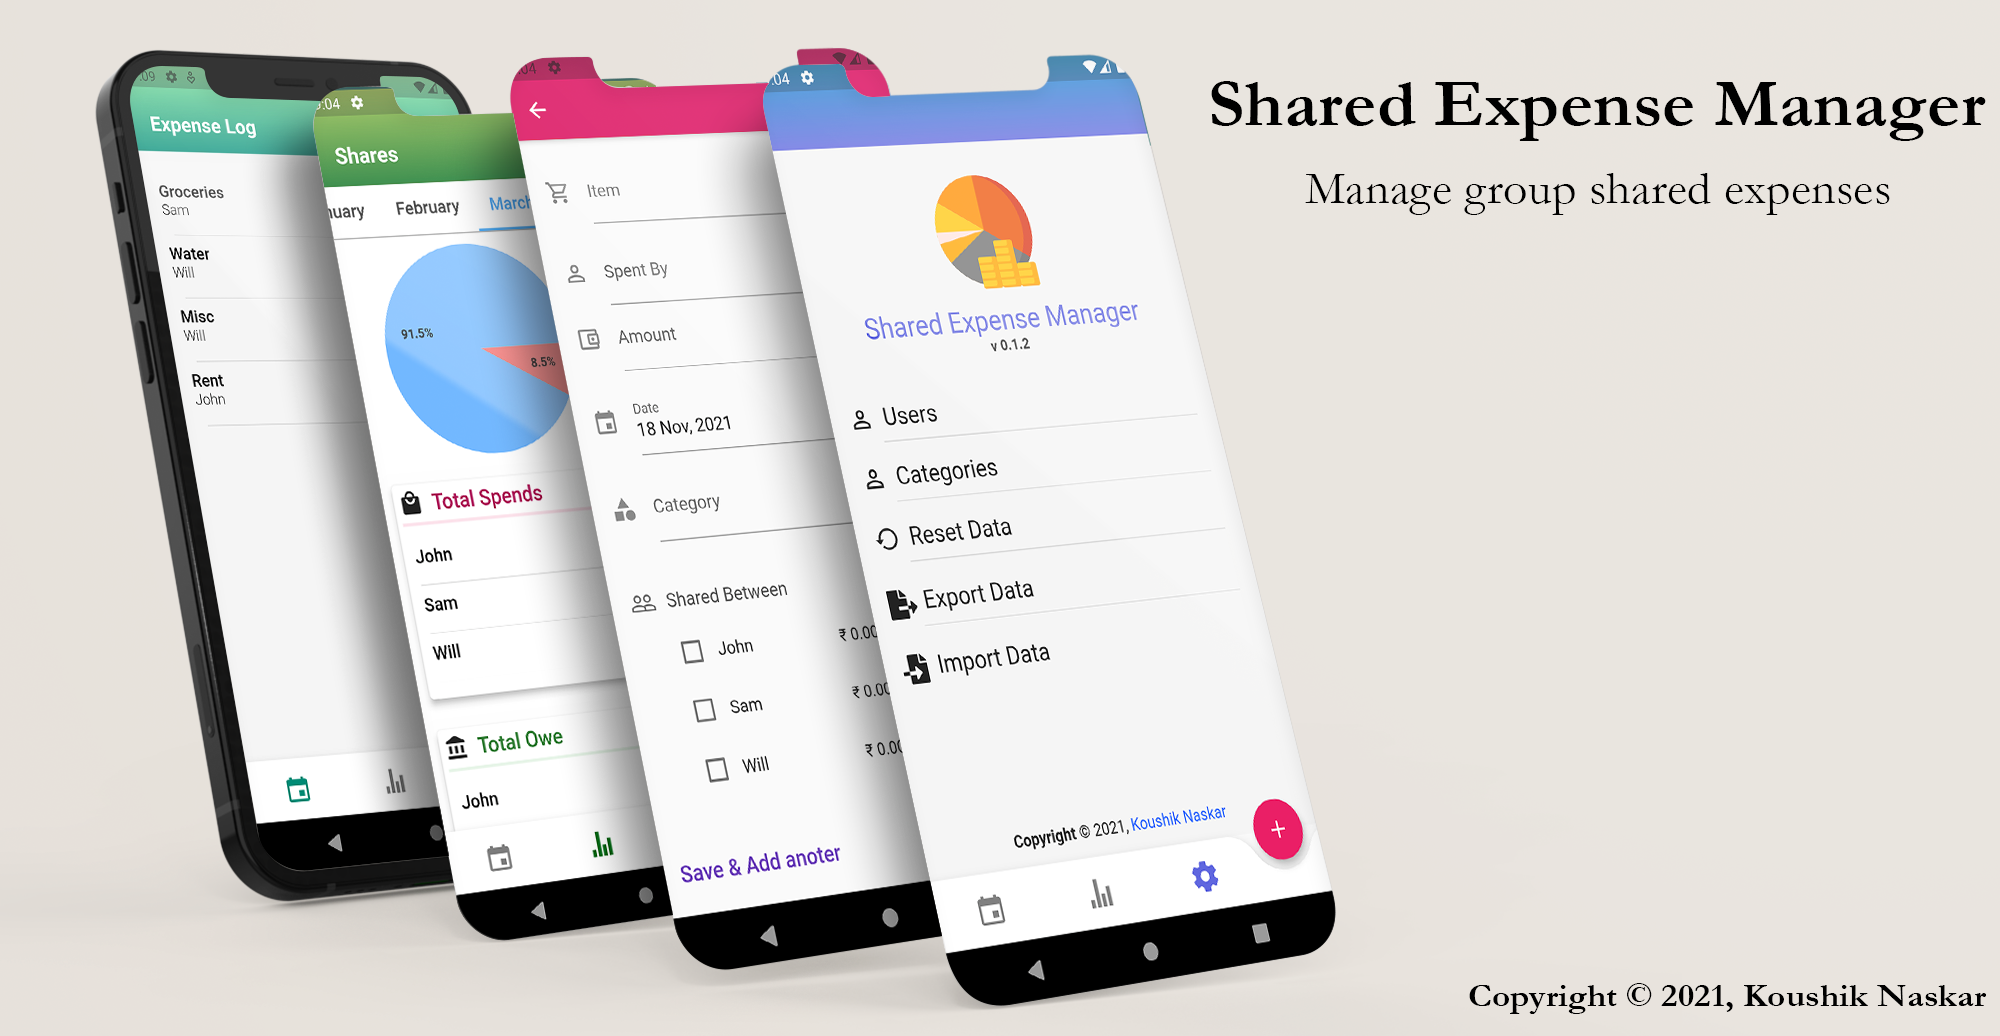 Shared Expense Manager
Manage group shared expenses
:09
Expense Log
Groceries
Sam
Water
Will
Misc
Will
Rent
John
:04
Shares
February
March
91.5%
8.5%
Total Spends
John
Sam
Will
Total Owe
John
:04
Item
Spent By
Amount
Date
18 Nov, 2021
Category
Shared Between
John ₹ 0.00
Sam ₹ 0.00
Will ₹ 0.00
Save & Add anoter
:04
Shared Expense Manager
v 0.1.2
Users
Categories
Reset Data
Export Data
Import Data
Copyright © 2021, Koushik Naskar
Copyright © 2021, Koushik Naskar